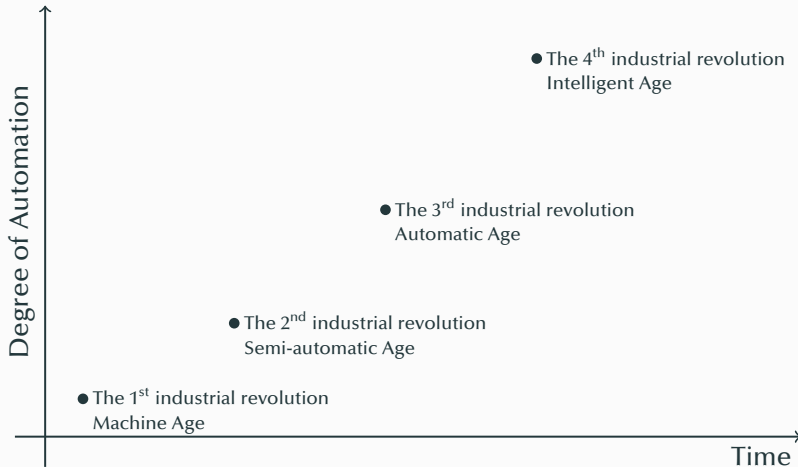 The 4th industrial revolution
Intelligent Age
Degree of Automation
The 3rd industrial revolution
Automatic Age
The 2nd industrial revolution
Semi-automatic Age
The 1st industrial revolution
Machine Age
Time